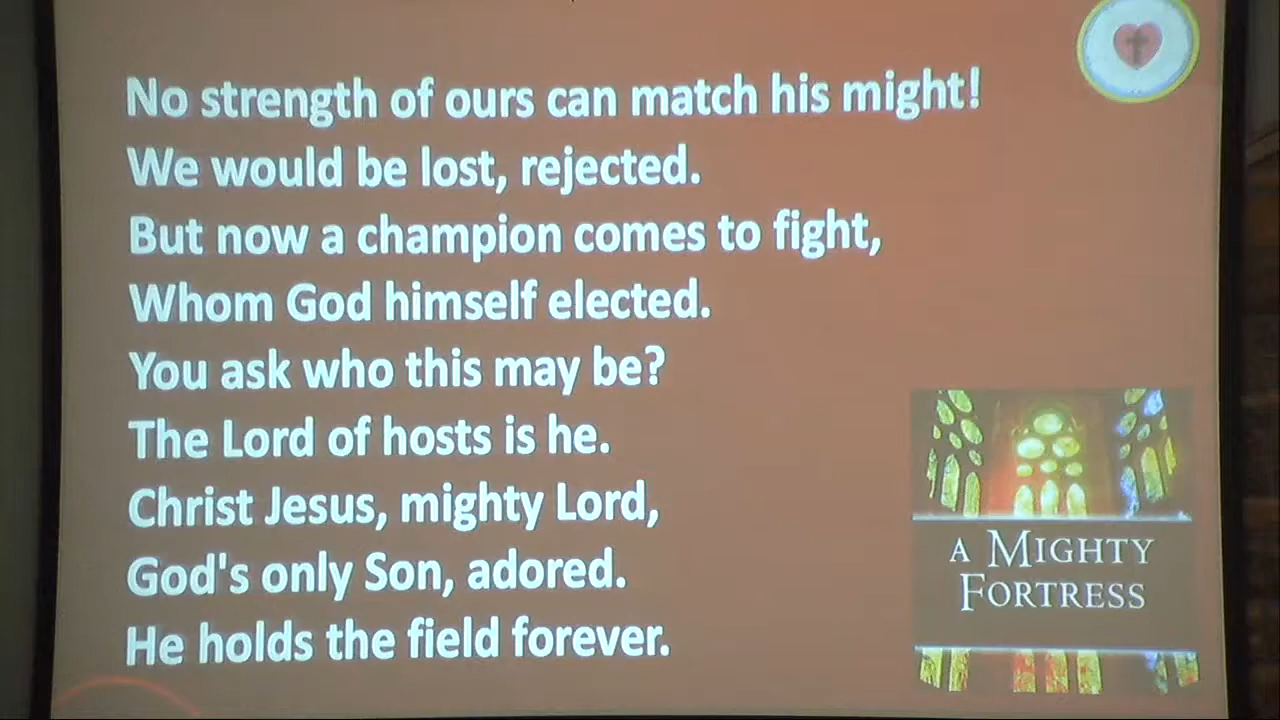 No strength of ours can match his might!
We would be lost, rejected.
But now a champion comes to fight,
Whom God himself elected.
You ask who this may be?
The Lord of hosts is he.
Christ Jesus, mighty Lord,
God's only Son, adored.
He holds the field forever.
A MIGHTY
FORTRESS